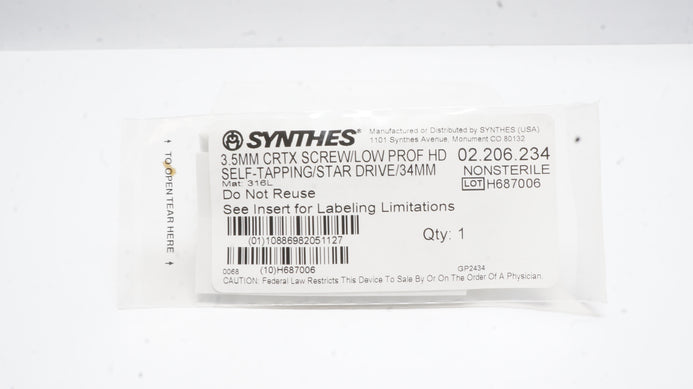 SYNTHES®
Manufactured or Distributed by SYNTHES (USA)
1101 Synthes Avenue, Monument CO 80132
3.5MM CRTX SCREW/LOW PROF HD 02.206.234
SELF-TAPPING/STAR DRIVE/34MM NONSTERILE
Mat: 316L LOT H687006
Do Not Reuse
See Insert for Labeling Limitations
(01)10886982051127 Qty: 1
0068 (10)H687006 GP2434
CAUTION: Federal Law Restricts This Device To Sale By Or On The Order Of A Physician.
↑ TO OPEN TEAR HERE ↑